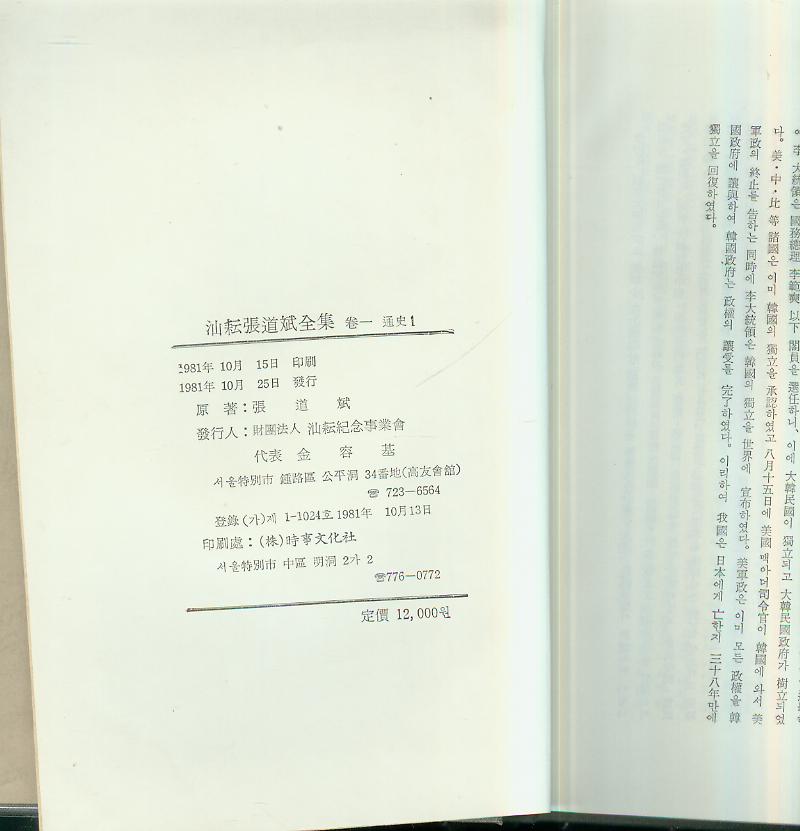 汕耘張道斌全集 卷一 通史1
1981年 10月 15日 印刷
1981年 10月 25日 發行
原 著:張 道 斌
發行人:財團法人 汕耘紀念事業會
代表 金 容 基
서울特別市 鍾路區 公平洞 34番地(高友會館)
☎ 723—6564
登錄(가)게 1-1024호 1981年 10月13日
印刷處:(株)時事文化社
서울特別市 中區 明洞 2가 2
☎776—0772
定價 12,000원
李大統領은 國務總理 李範奭 以下 閣員을 選任하니, 이에 大韓民國이 獨立되고 大韓民國政府가 樹立되었
다。美·中·比 等 諸國은 이미 韓國의 獨立을 承認하였고 八月十五日에 美國 맥아더司令官이 韓國에 와서 美
軍政의 終止를 告하는 同時에 李大統領은 韓國의 獨立을 世界에 宣布하였다。美軍政은 이미 모든 政權을 韓
國政府에 讓與하여 韓國政府는 政權의 讓受를 完了하였다。이리하여 我國은 日本에게 亡한지 三十八年만에
獨立을 回復하였다。